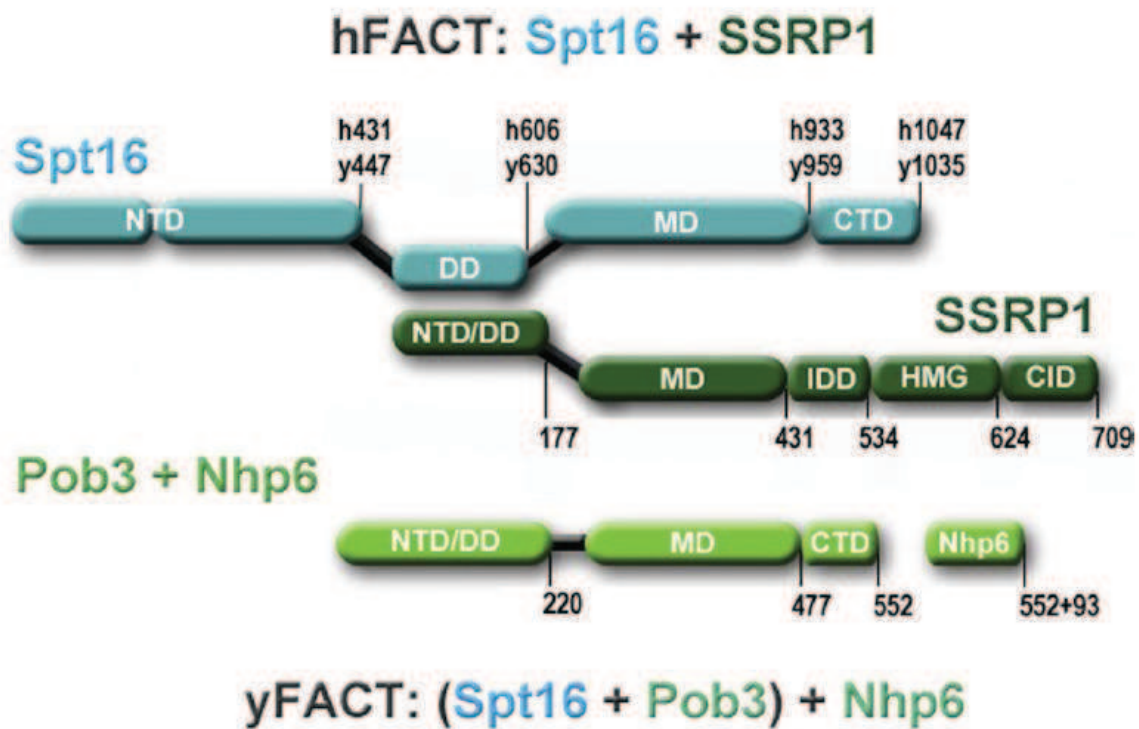 hFACT: Spt16 + SSRP1
h431 h606 h933 h1047
Spt16 y447 y630 y959 y1035
NTD MD CTD
DD
NTD/DD SSRP1
MD IDD HMG CID
177 431 534 624 709
Pob3 + Nhp6
NTD/DD MD CTD Nhp6
220 477 552 552+93
yFACT: (Spt16 + Pob3) + Nhp6